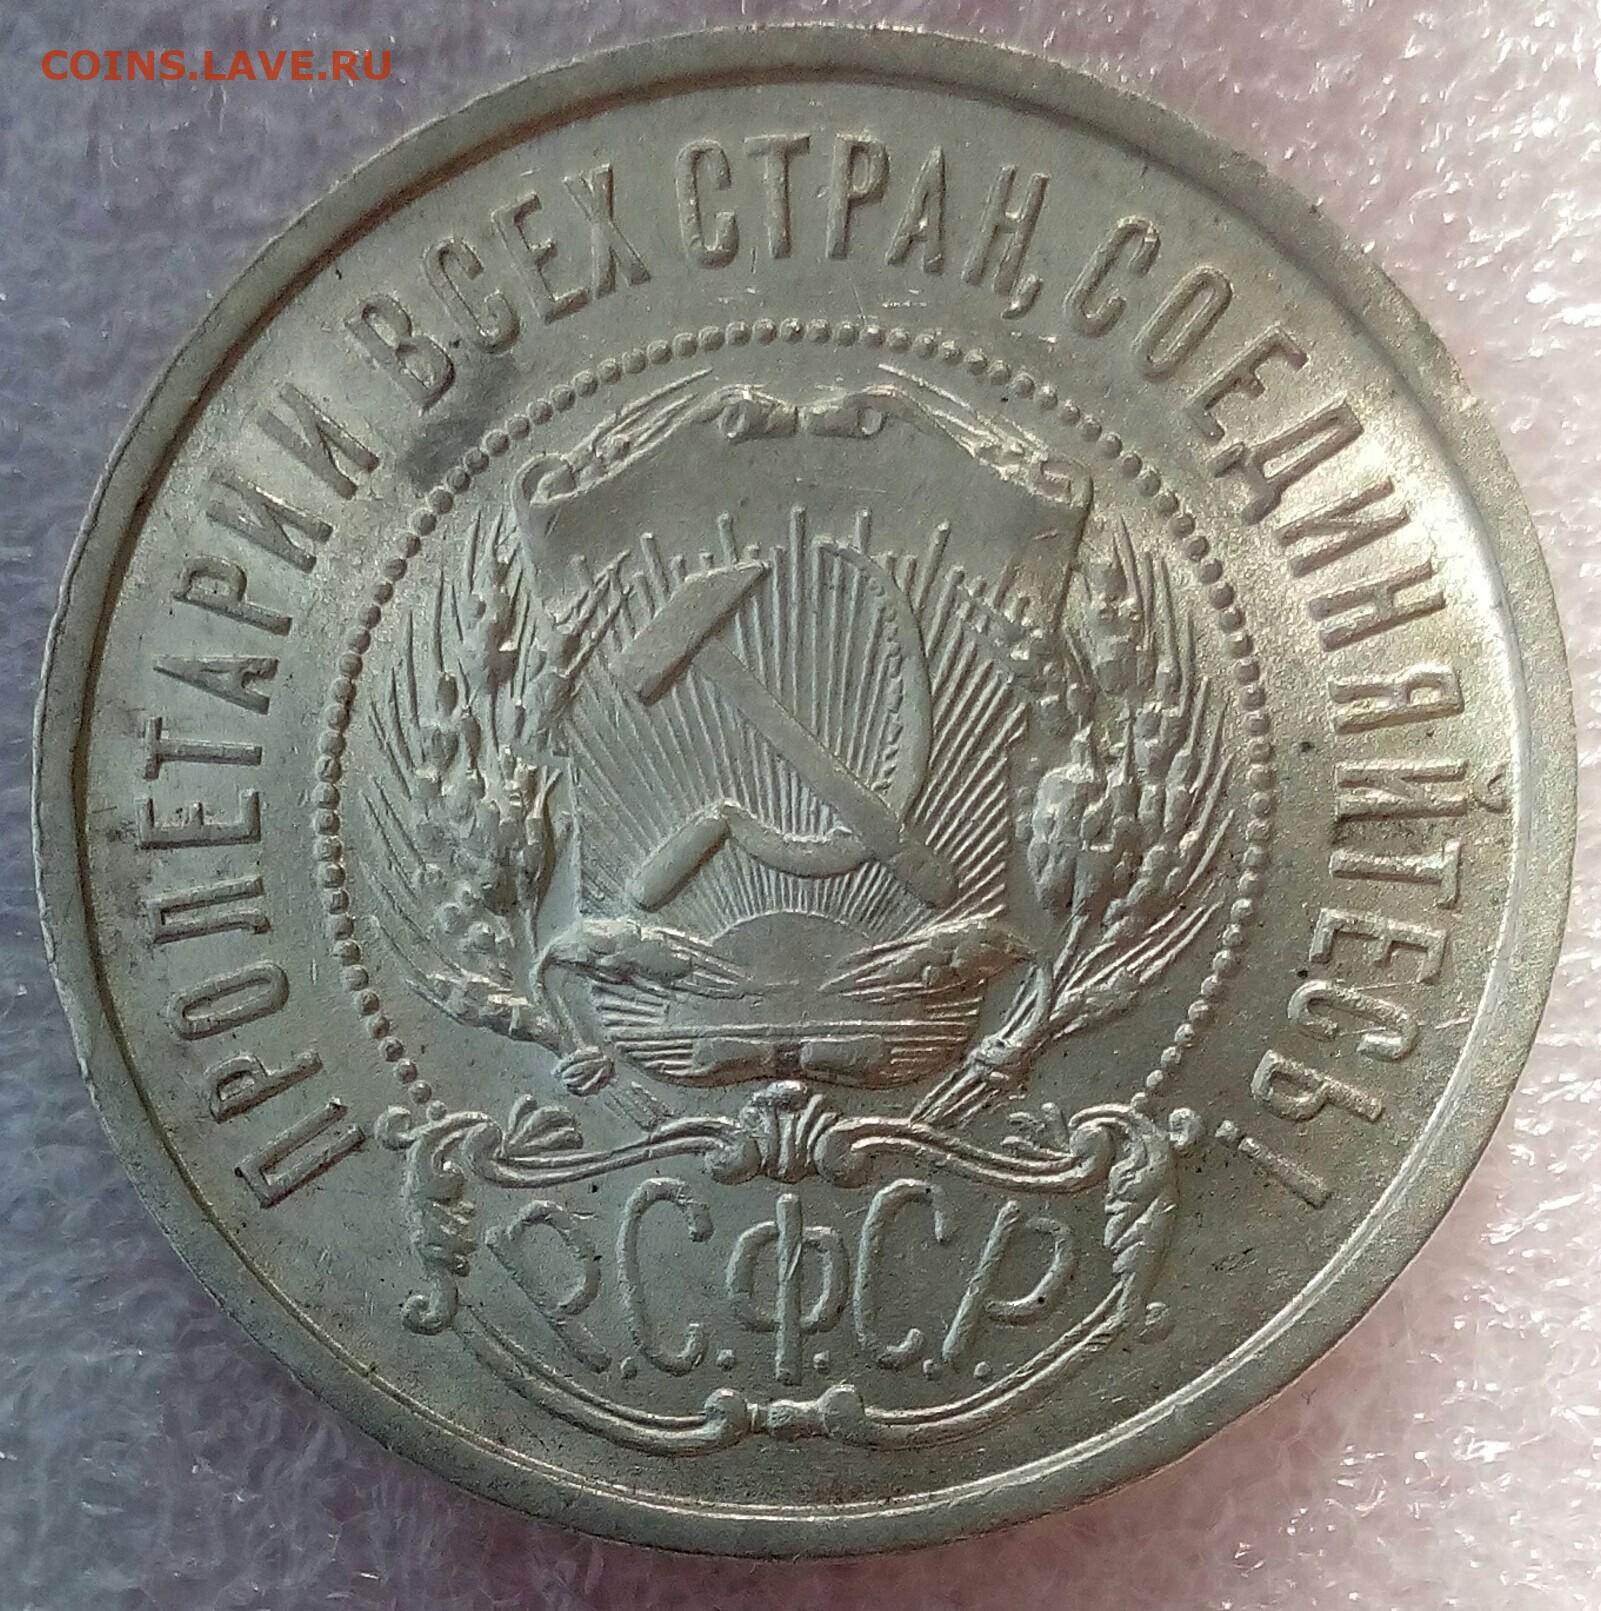 COINS.LAVE.RU
ПРОЛЕТАРИИ ВСЕХ СТРАН, СОЕДИНЯЙТЕСЬ!
Р.С.Ф.С.Р.